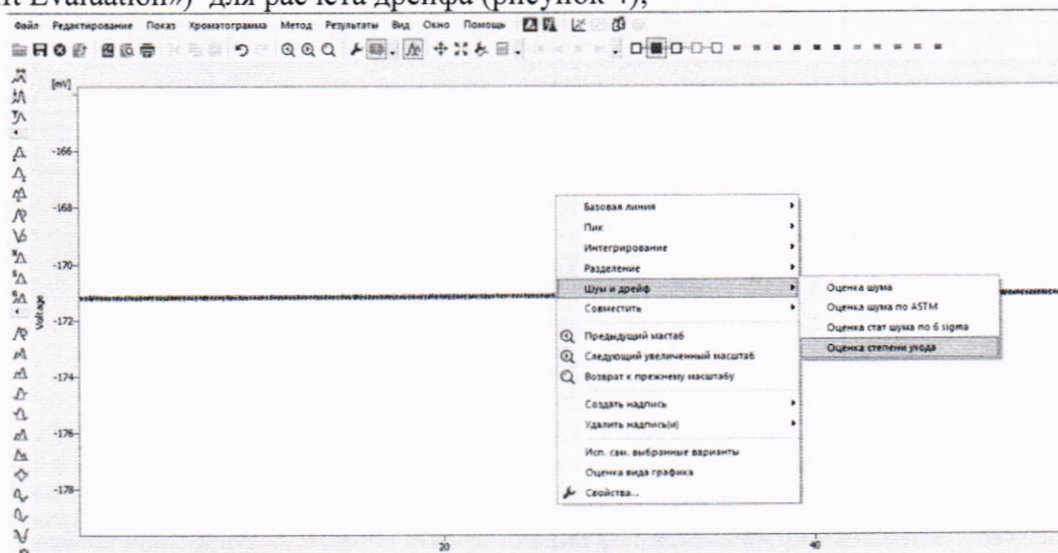 nt Evaluation») для расчета дрейфа (рисунок 4);
Файл Редактирование Показ Хроматограмма Метод Результаты Вид Окно Помощь
[mV]
-166
-168
-170
-172
-174
-176
-178
Voltage
Базовая линия
Пик
Интегрирование
Разделение
Шум и дрейф
Совместить
Предыдущий мастаб
Следующий увеличенный масштаб
Возврат к прежнему масштабу
Создать надпись
Удалить надпись(и)
Исп. сам. выбранные варианты
Оценка вида графика
Свойства...
Оценка шума
Оценка шума по ASTM
Оценка стат шума по 6 sigma
Оценка степени ухода
20
40